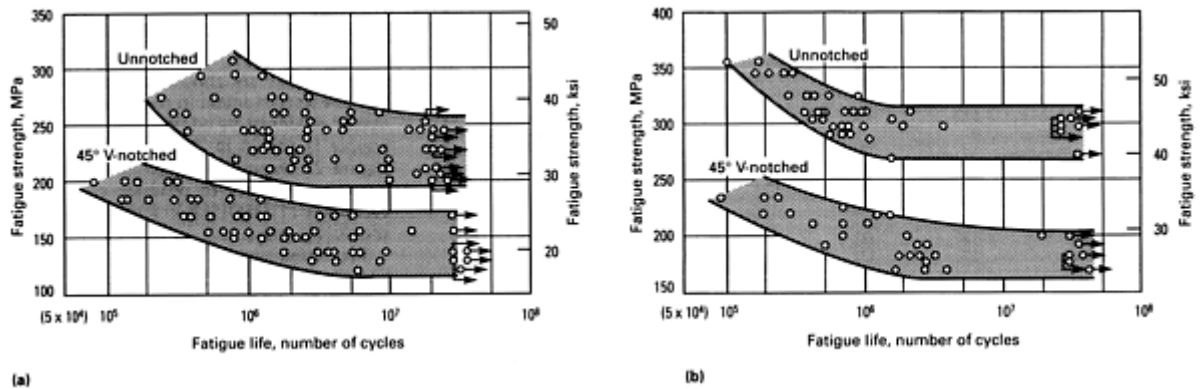 350
300
250
200
150
100
Fatigue strength, MPa
Unnotched
45° V-notched
50
40
30
20
Fatigue strength, ksi
(5 x 10⁴) 10⁵ 10⁶ 10⁷ 10⁸
Fatigue life, number of cycles
(a)
400
350
300
250
200
150
Fatigue strength, MPa
Unnotched
45° V-notched
50
40
30
Fatigue strength, ksi
(5 x 10⁴) 10⁵ 10⁶ 10⁷ 10⁸
Fatigue life, number of cycles
(b)